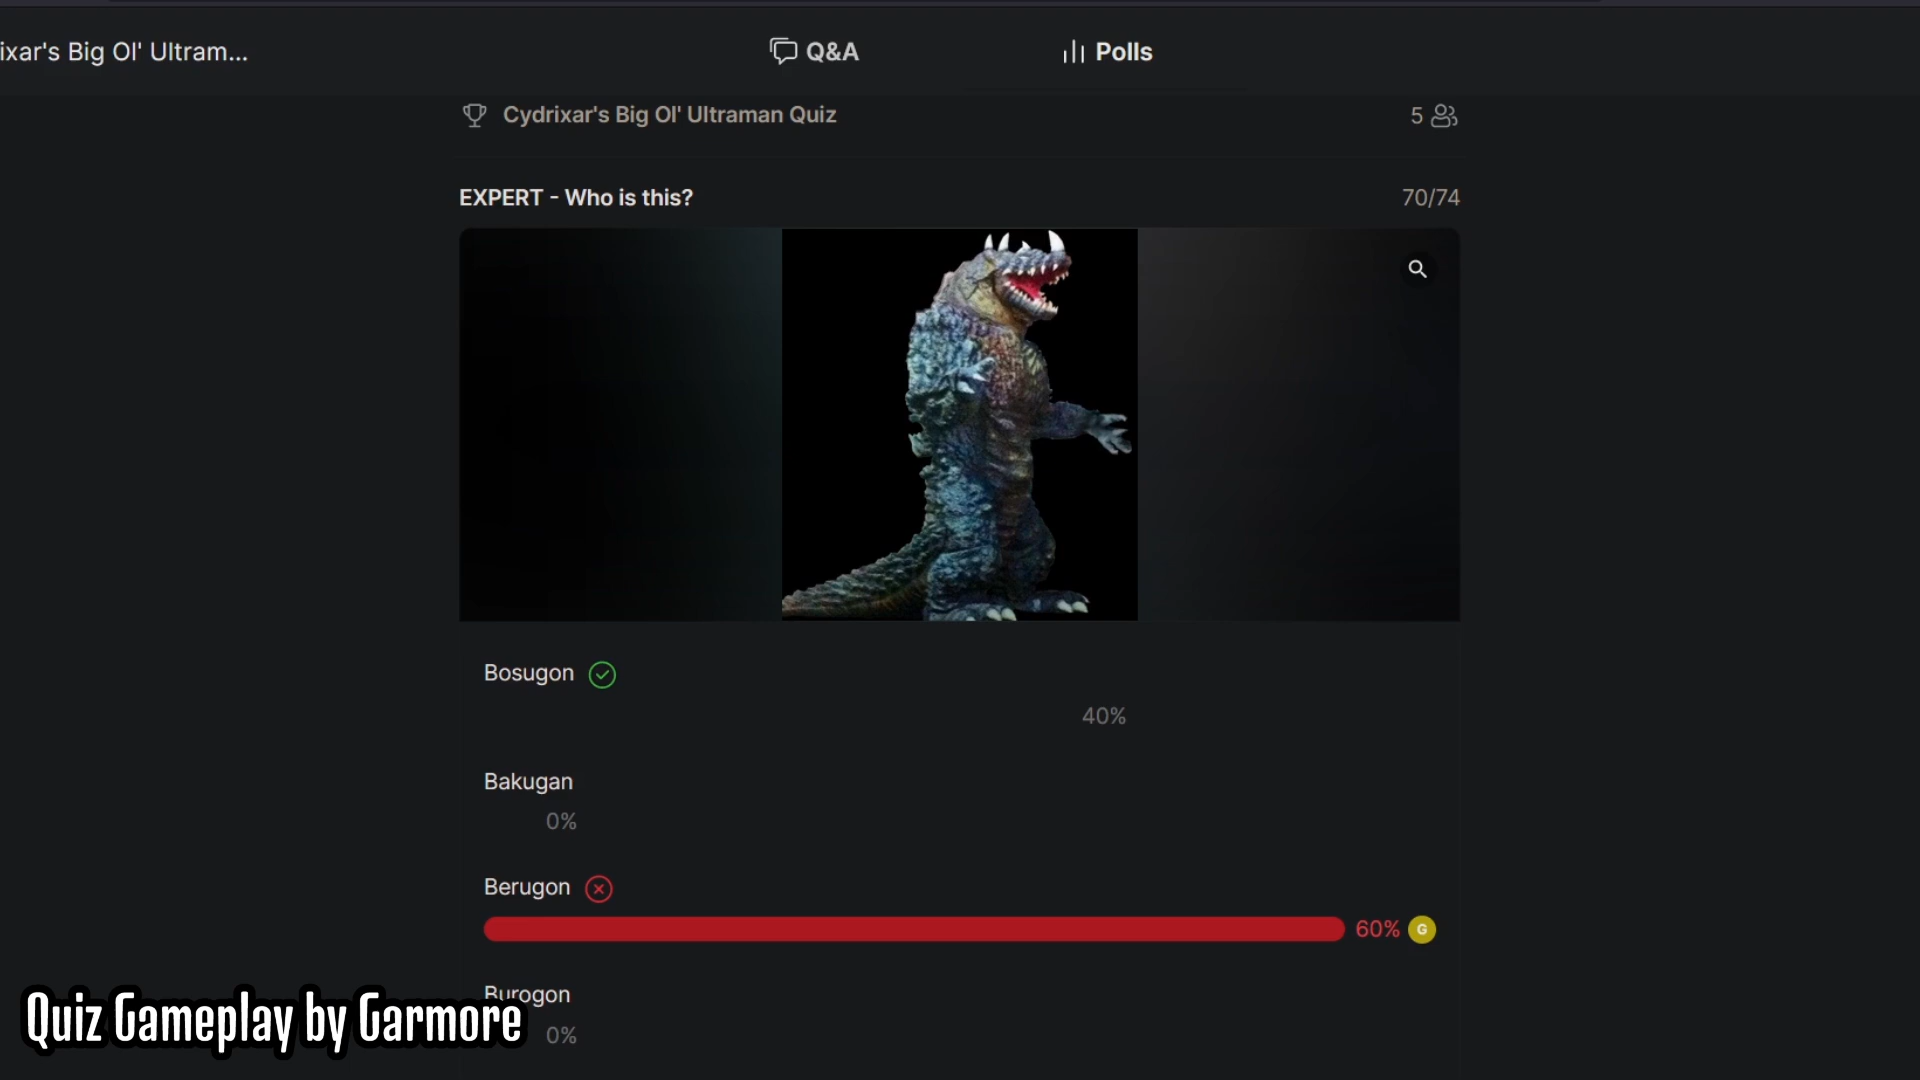 ixar's Big Ol' Ultram...
Q&A
Polls
Cydrixar's Big Ol' Ultraman Quiz
5
EXPERT - Who is this?
70/74
Bosugon
40%
Bakugan
0%
Berugon
60%
G
Burogon
0%
Quiz Gameplay by Garmore